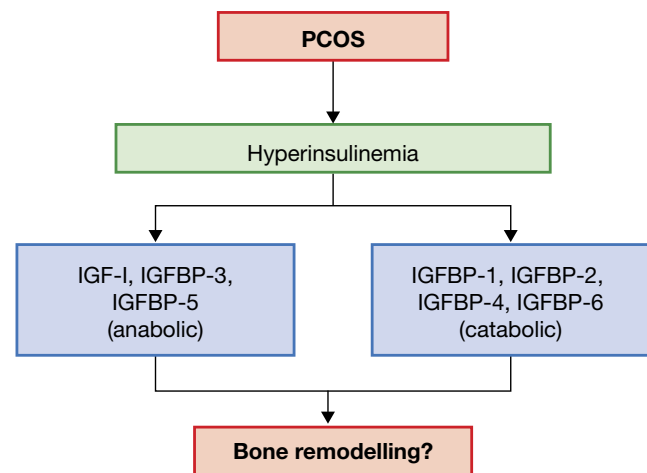 PCOS
Hyperinsulinemia
IGF-I, IGFBP-3,
IGFBP-5
(anabolic)
IGFBP-1, IGFBP-2,
IGFBP-4, IGFBP-6
(catabolic)
Bone remodelling?